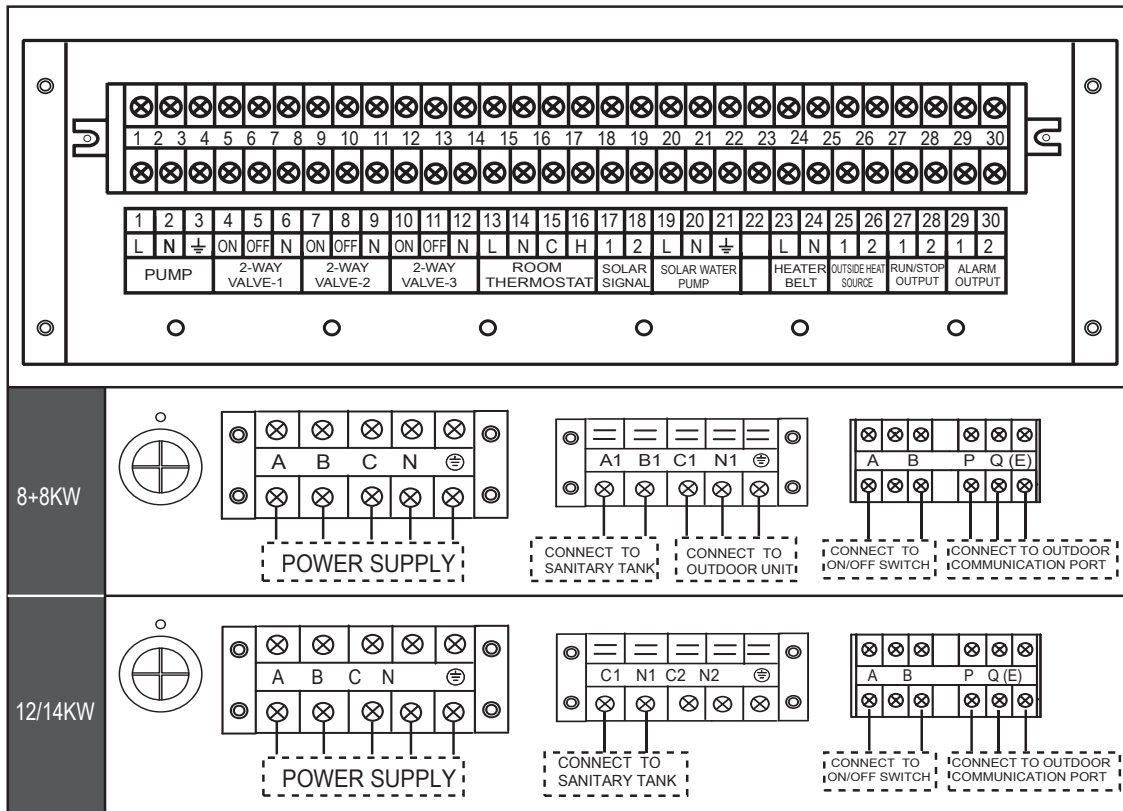 1 2 3 4 5 6 7 8 9 10 11 12 13 14 15 16 17 18 19 20 21 22 23 24 25 26 27 28 29 30
1 2 3 4 5 6 7 8 9 10 11 12 13 14 15 16 17 18 19 20 21 22 23 24 25 26 27 28 29 30
L N ⏚ ON OFF N ON OFF N ON OFF N L N C H 1 2 L N ⏚ L N 1 2 1 2 1 2
PUMP
2-WAY
VALVE-1
2-WAY
VALVE-2
2-WAY
VALVE-3
ROOM
THERMOSTAT
SOLAR
SIGNAL
SOLAR WATER
PUMP
HEATER
BELT
OUTSIDE HEAT
SOURCE
RUN/STOP
OUTPUT
ALARM
OUTPUT
8+8KW
A B C N
POWER SUPPLY
A1 B1 C1 N1
CONNECT TO
SANITARY TANK
CONNECT TO
OUTDOOR UNIT
A B P Q (E)
CONNECT TO
ON/OFF SWITCH
CONNECT TO OUTDOOR
COMMUNICATION PORT
12/14KW
A B C N
POWER SUPPLY
C1 N1 C2 N2
CONNECT TO
SANITARY TANK
A B P Q (E)
CONNECT TO
ON/OFF SWITCH
CONNECT TO OUTDOOR
COMMUNICATION PORT